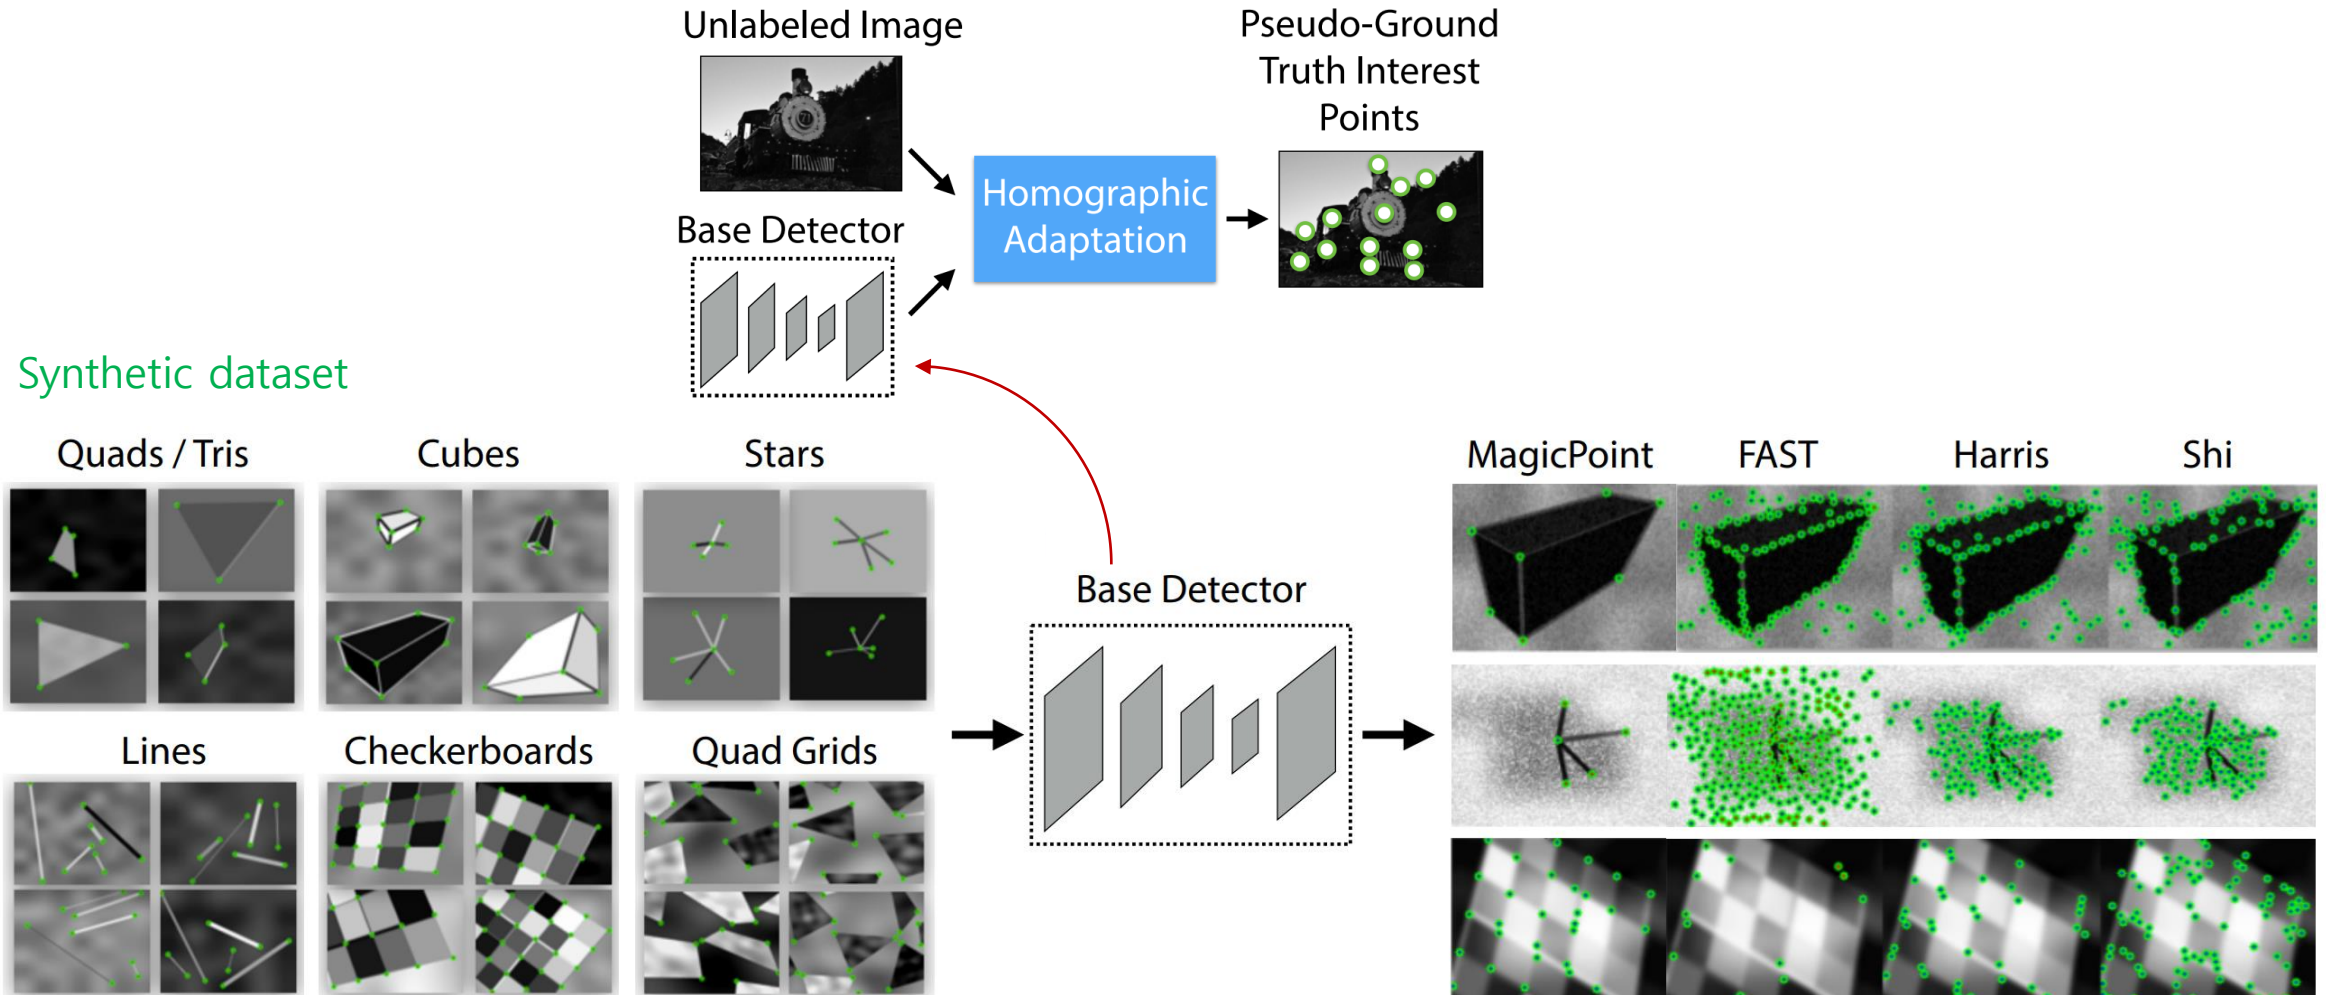 Unlabeled Image
Pseudo-Ground
Truth Interest
Points
Homographic
Adaptation
Base Detector
Synthetic dataset
Quads / Tris
Cubes
Stars
MagicPoint
FAST
Harris
Shi
Base Detector
Lines
Checkerboards
Quad Grids